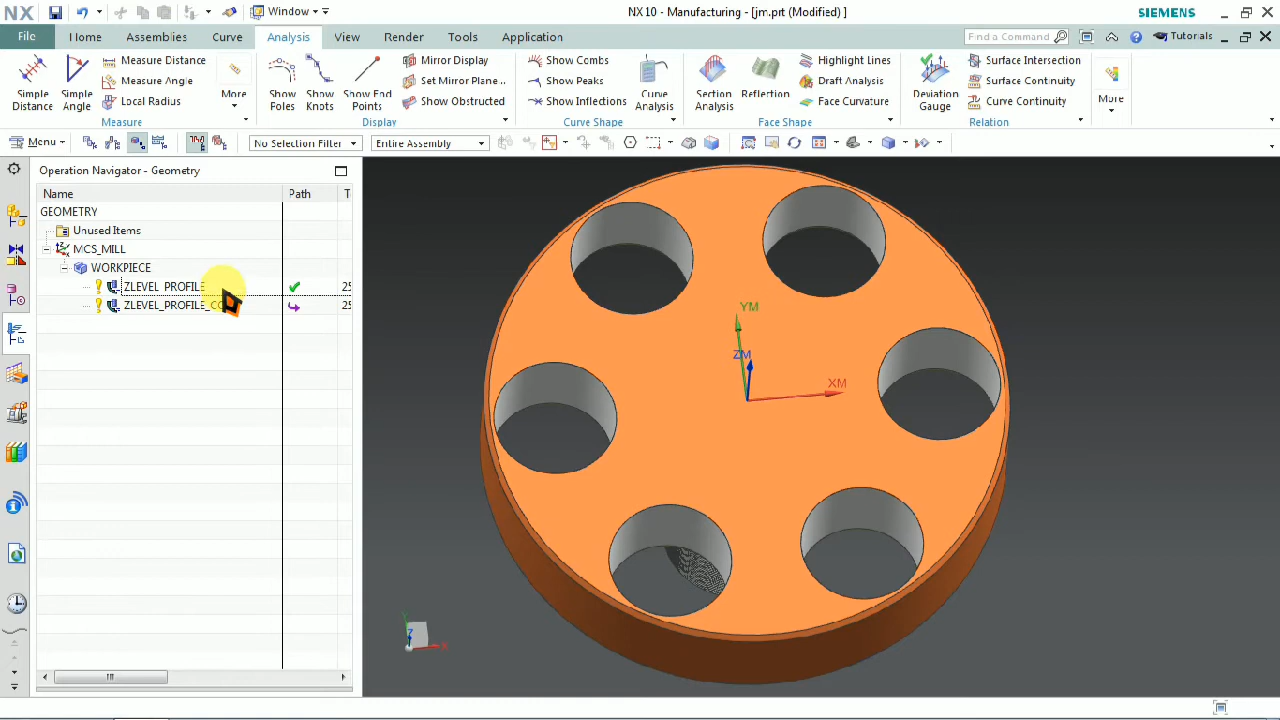 NX
Window
NX 10 - Manufacturing - [jm.prt (Modified) ]
SIEMENS
File
Home
Assemblies
Curve
Analysis
View
Render
Tools
Application
Find a Command
Tutorials
Simple Distance
Simple Angle
Measure Distance
Measure Angle
Local Radius
More
Measure
Show Poles
Show Knots
Show End Points
Mirror Display
Set Mirror Plane..
Show Obstructed
Display
Show Combs
Show Peaks
Show Inflections
Curve Analysis
Curve Shape
Section Analysis
Reflection
Highlight Lines
Draft Analysis
Face Curvature
Face Shape
Deviation Gauge
Surface Intersection
Surface Continuity
Curve Continuity
Relation
More
Menu
No Selection Filter
Entire Assembly
Operation Navigator - Geometry
Name
Path
T
GEOMETRY
Unused Items
MCS_MILL
WORKPIECE
ZLEVEL_PROFILE
25
ZLEVEL_PROFILE_CO
25
YM
ZM
XM
Y
Z
X